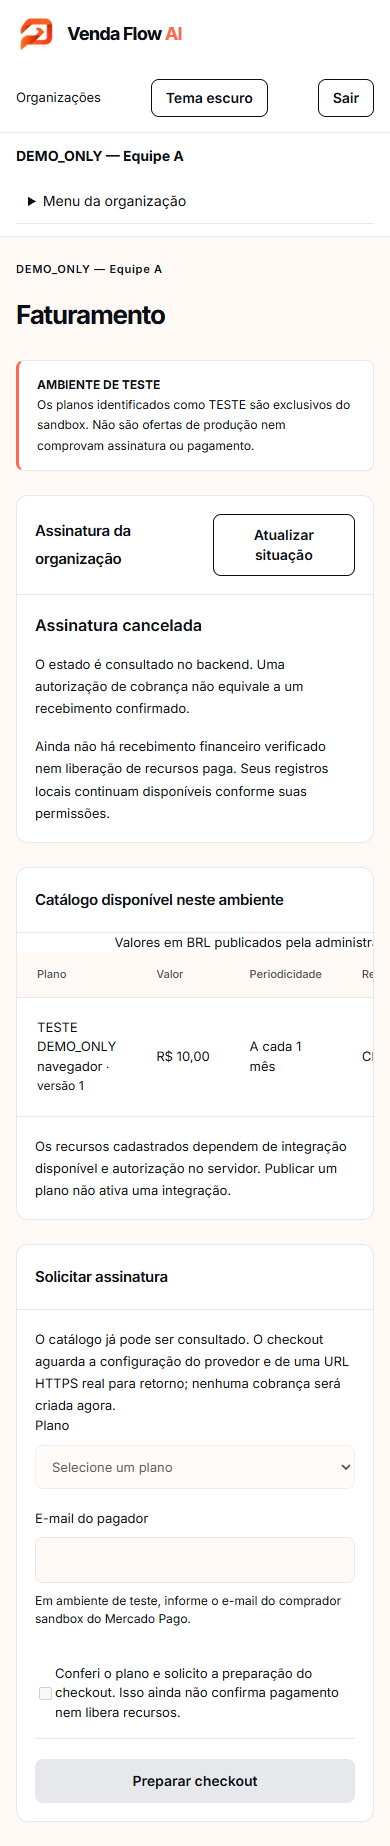 Venda Flow AI
Organizações
Tema escuro
Sair
DEMO_ONLY — Equipe A
Menu da organização
DEMO_ONLY — Equipe A
Faturamento
AMBIENTE DE TESTE
Os planos identificados como TESTE são exclusivos do
sandbox. Não são ofertas de produção nem
comprovam assinatura ou pagamento.
Assinatura da
organização
Atualizar
situação
Assinatura cancelada
O estado é consultado no backend. Uma
autorização de cobrança não equivale a um
recebimento confirmado.
Ainda não há recebimento financeiro verificado
nem liberação de recursos paga. Seus registros
locais continuam disponíveis conforme suas
permissões.
Catálogo disponível neste ambiente
Valores em BRL publicados pela administra
Plano Valor Periodicidade Re
TESTE
DEMO_ONLY
navegador ·
versão 1
R$ 10,00
A cada 1
mês
Os recursos cadastrados dependem de integração
disponível e autorização no servidor. Publicar um
plano não ativa uma integração.
Solicitar assinatura
O catálogo já pode ser consultado. O checkout
aguarda a configuração do provedor e de uma URL
HTTPS real para retorno; nenhuma cobrança será
criada agora.
Plano
Selecione um plano
E-mail do pagador
Em ambiente de teste, informe o e-mail do comprador
sandbox do Mercado Pago.
Conferi o plano e solicito a preparação do
checkout. Isso ainda não confirma pagamento
nem libera recursos.
Preparar checkout